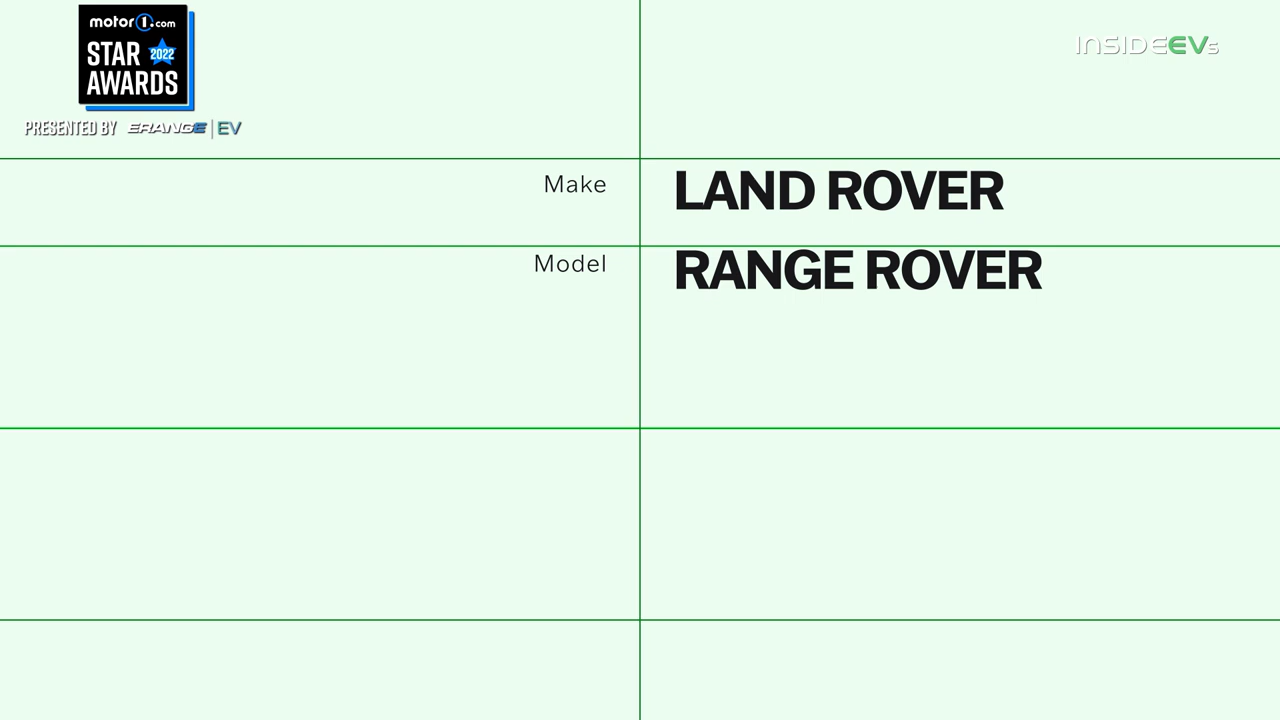 motor1.com
STAR 2022
AWARDS
PRESENTED BY ERANGE | EV
INSIDEEVs
Make LAND ROVER
Model RANGE ROVER